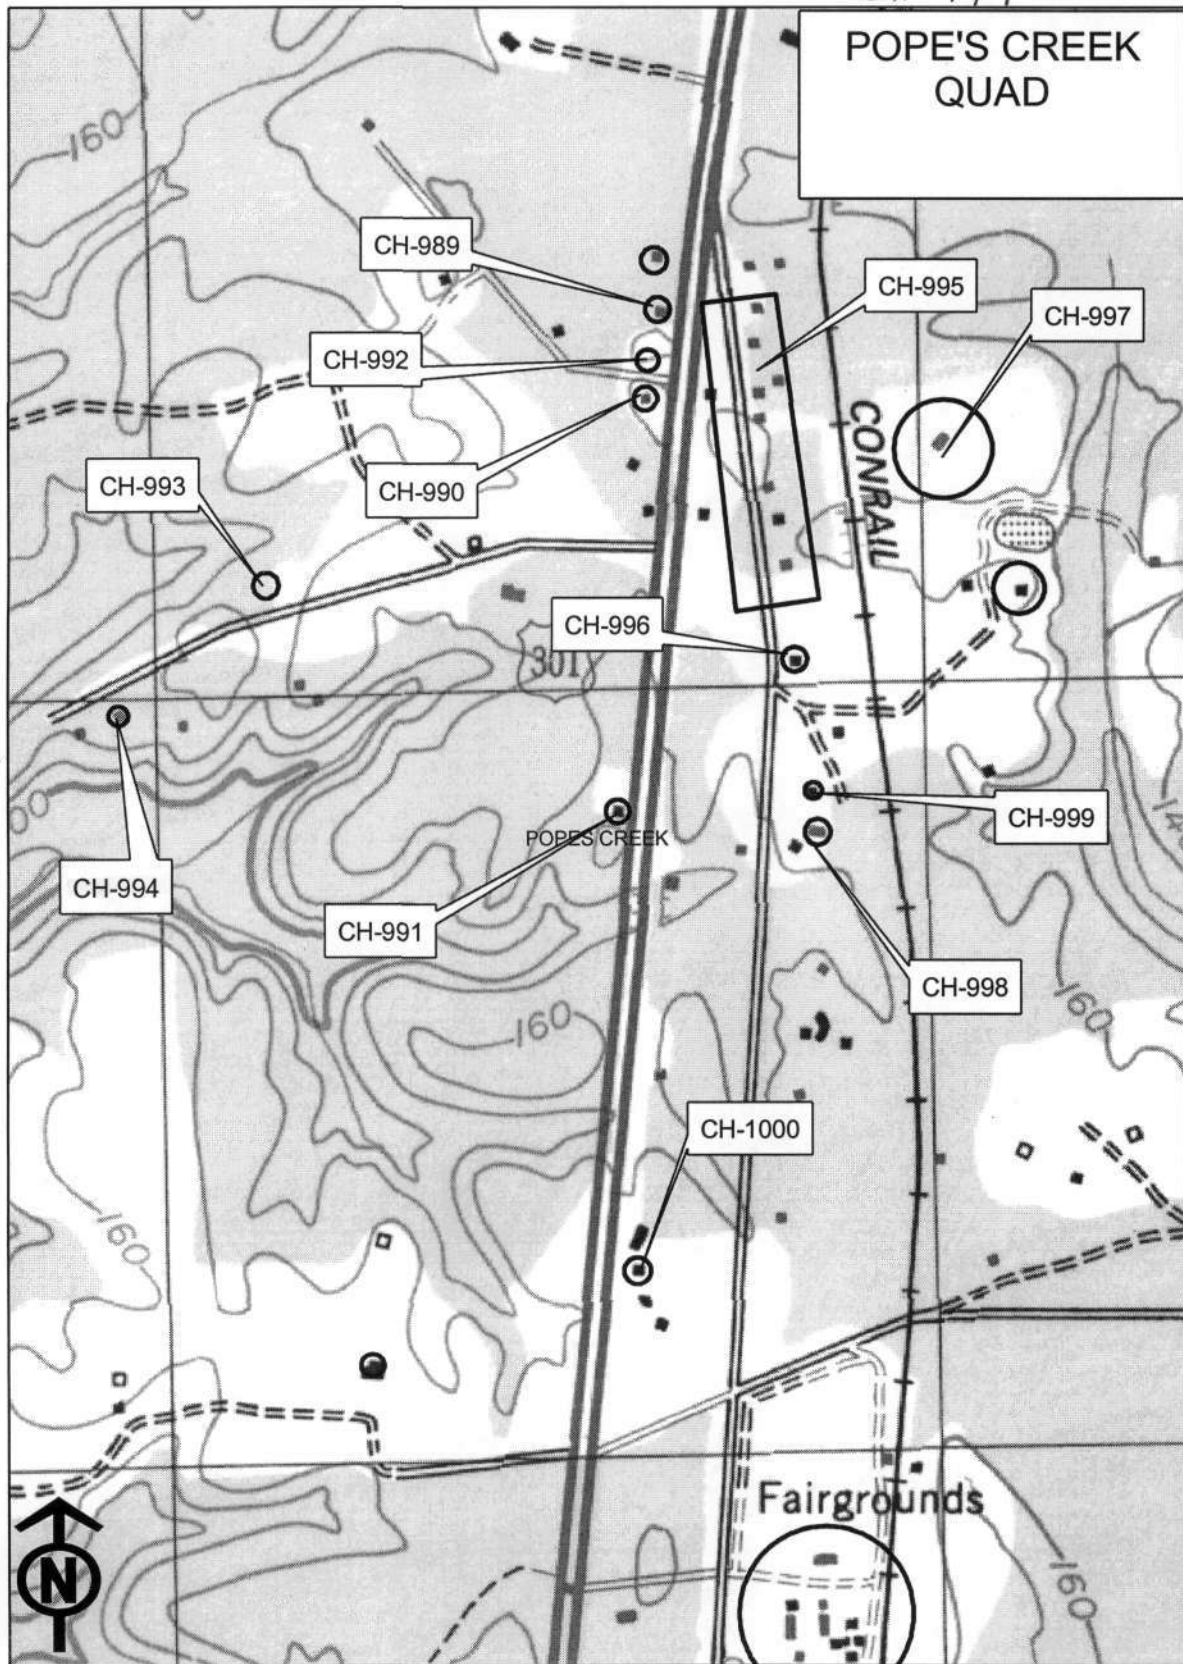 POPE'S CREEK
QUAD
160
CH-989
CH-995
CH-997
CH-992
CONRAIL
CH-993
CH-990
CH-996
301
CH-999
POPES CREEK
CH-994
CH-991
CH-998
160
160
CH-1000
160
Fairgrounds
N
160